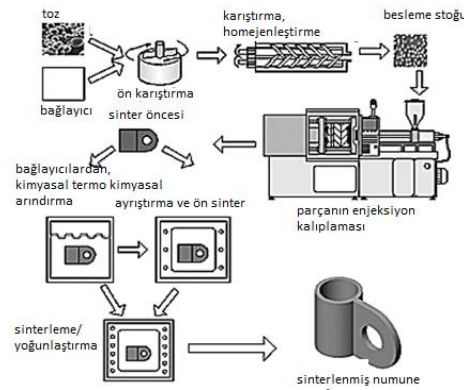 toz
karıştırma,
homejenleştirme
besleme stoğu
bağlayıcı
ön karıştırma
sinter öncesi
bağlayıcılardan,
kimyasal termo kimyasal
arındırma
ayrıştırma ve ön sinter
parçanın enjeksiyon
kalıplaması
sinterleme/
yoğunlaştırma
sinterlenmiş numune